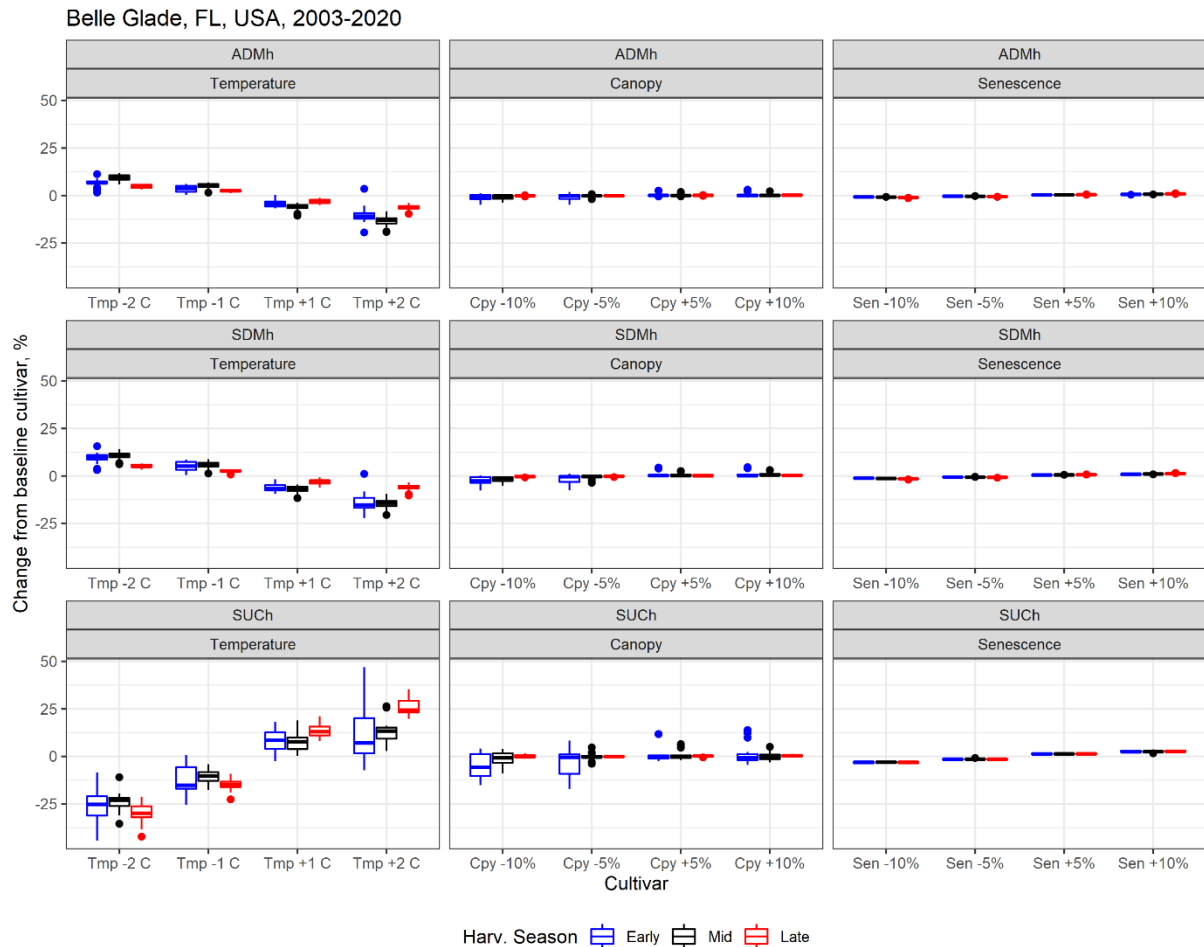 Belle Glade, FL, USA, 2003-2020
ADMh ADMh ADMh
Temperature Canopy Senescence
50
25
0
-25
Tmp -2 C Tmp -1 C Tmp +1 C Tmp +2 C Cpy -10% Cpy -5% Cpy +5% Cpy +10% Sen -10% Sen -5% Sen +5% Sen +10%
SDMh SDMh SDMh
Temperature Canopy Senescence
50
25
0
-25
Tmp -2 C Tmp -1 C Tmp +1 C Tmp +2 C Cpy -10% Cpy -5% Cpy +5% Cpy +10% Sen -10% Sen -5% Sen +5% Sen +10%
SUCh SUCh SUCh
Temperature Canopy Senescence
50
25
0
-25
Tmp -2 C Tmp -1 C Tmp +1 C Tmp +2 C Cpy -10% Cpy -5% Cpy +5% Cpy +10% Sen -10% Sen -5% Sen +5% Sen +10%
Change from baseline cultivar, %
Cultivar
Harv. Season Early Mid Late